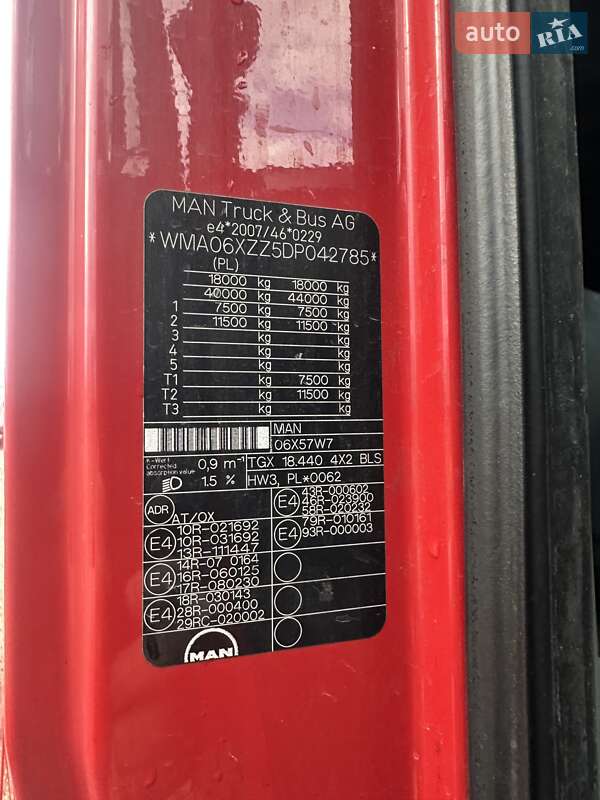 auto RIA .com
MAN Truck & Bus AG
e4*2007/46*0229
*WMA06XZZ5DP042785*
(PL)
18000 kg 18000 kg
40000 kg 44000 kg
1 7500 kg 7500 kg
2 11500 kg 11500 kg
3 kg
4 kg
5 kg
T1 kg 7500 kg
T2 kg 11500 kg
T3 kg
MAN
06X57W7
K-Wert
Corrected
absorption value
0,9 m⁻¹ TGX 18.440 4X2 BLS
1.5 % HW3, PL*0062
ADR AT/OX
E4
10R-021692
10R-031692
13R-111447
E4
14R-07 0164
16R-060125
17R-080230
E4
18R-030143
28R-000400
29RC-020002
E4
43R-000602
46R-023900
58R-020232
E4
79R-010161
93R-000003
MAN